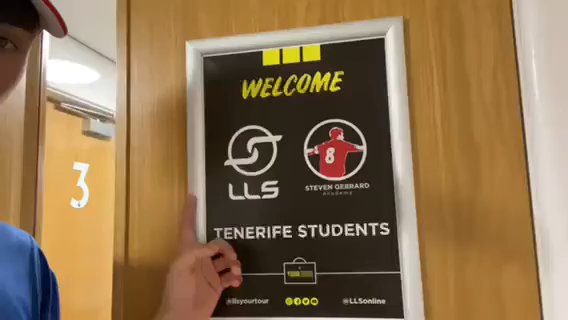 WELCOME
3
LLS
8
STEVEN GERRARD
ACADEMY
TENERIFE STUDENTS
@llsyourtour
@LLSonline